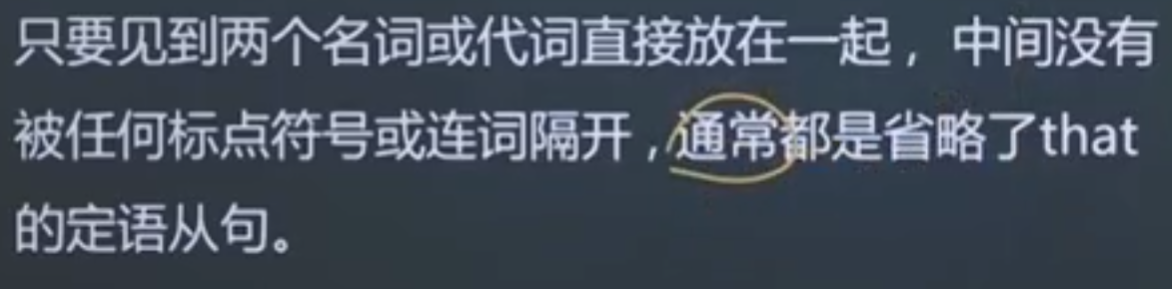 只要见到两个名词或代词直接放在一起，中间没有
被任何标点符号或连词隔开，通常都是省略了that
的定语从句。